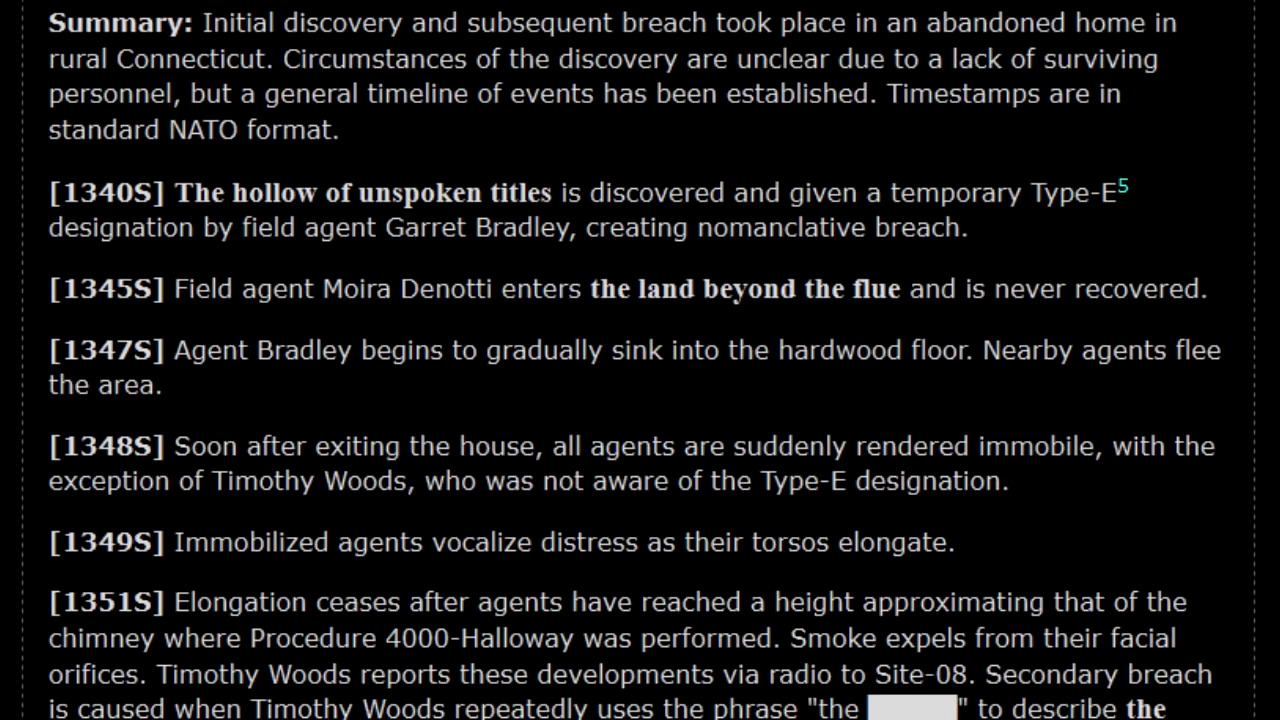 Summary: Initial discovery and subsequent breach took place in an abandoned home in
rural Connecticut. Circumstances of the discovery are unclear due to a lack of surviving
personnel, but a general timeline of events has been established. Timestamps are in
standard NATO format.
[1340S] The hollow of unspoken titles is discovered and given a temporary Type-E5
designation by field agent Garret Bradley, creating nomanclative breach.
[1345S] Field agent Moira Denotti enters the land beyond the flue and is never recovered.
[1347S] Agent Bradley begins to gradually sink into the hardwood floor. Nearby agents flee
the area.
[1348S] Soon after exiting the house, all agents are suddenly rendered immobile, with the
exception of Timothy Woods, who was not aware of the Type-E designation.
[1349S] Immobilized agents vocalize distress as their torsos elongate.
[1351S] Elongation ceases after agents have reached a height approximating that of the
chimney where Procedure 4000-Halloway was performed. Smoke expels from their facial
orifices. Timothy Woods reports these developments via radio to Site-08. Secondary breach
is caused when Timothy Woods repeatedly uses the phrase "the " to describe the